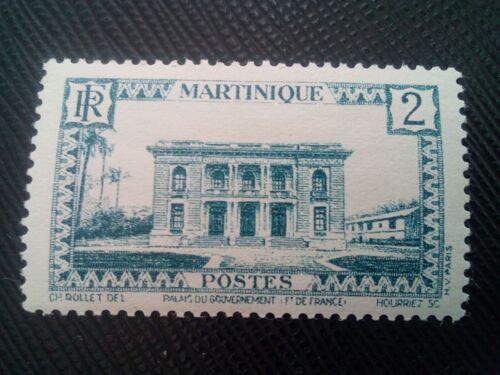 RF MARTINIQUE 2
POSTES
CH. ROLLET DEL PALAIS DU GOUVERNEMENT (FT DE FRANCE) HOURRIEZ SC
I.V. PARIS